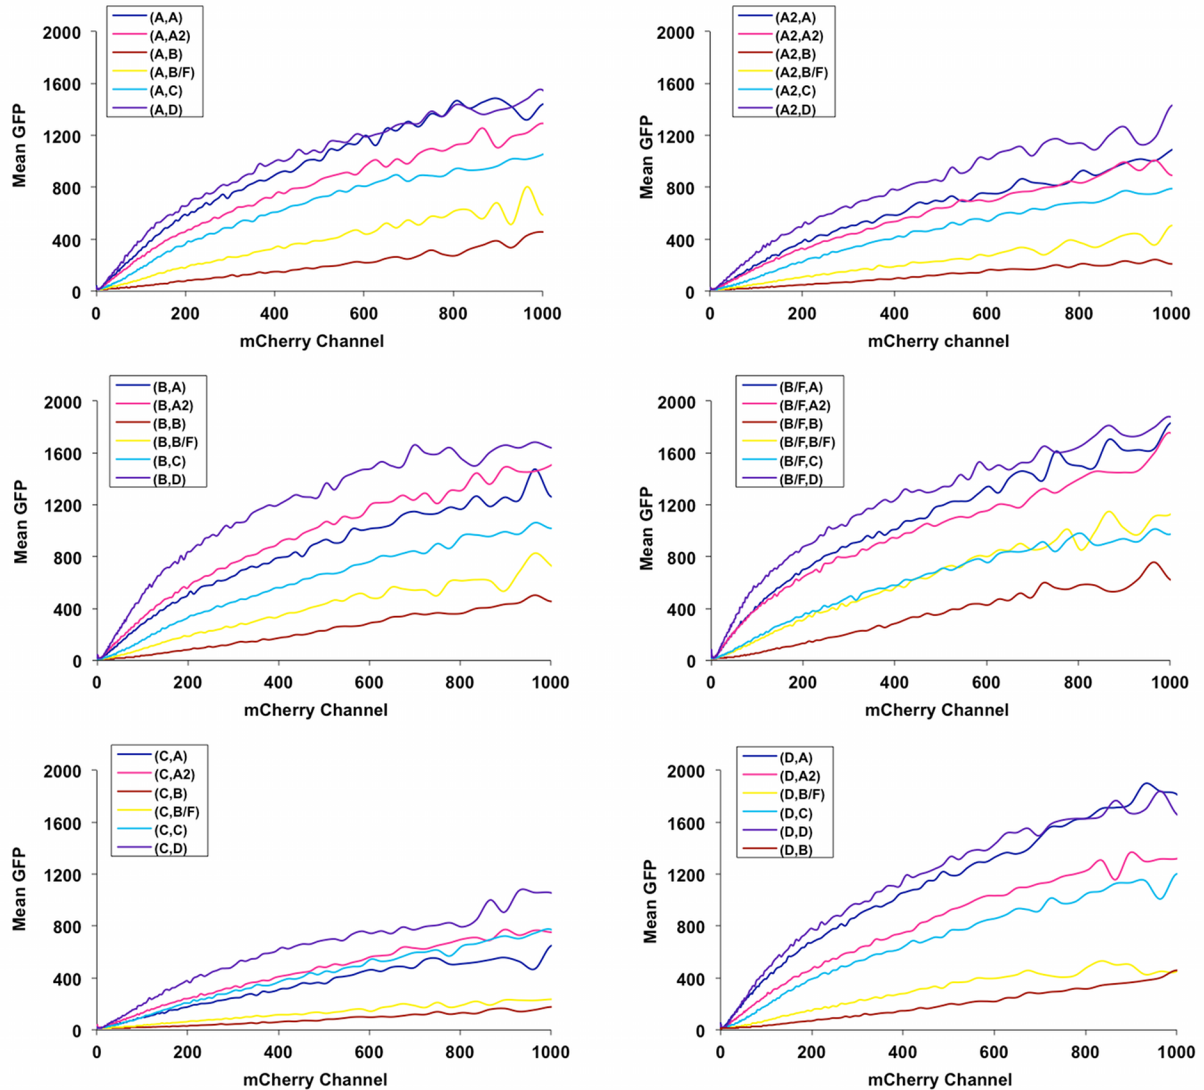 (A,A)
(A,A2)
(A,B)
(A,B/F)
(A,C)
(A,D)
2000
1600
1200
800
400
0
Mean GFP
0 200 400 600 800 1000
mCherry Channel
(A2,A)
(A2,A2)
(A2,B)
(A2,B/F)
(A2,C)
(A2,D)
2000
1600
1200
800
400
0
Mean GFP
0 200 400 600 800 1000
mCherry channel
(B,A)
(B,A2)
(B,B)
(B,B/F)
(B,C)
(B,D)
2000
1600
1200
800
400
0
Mean GFP
0 200 400 600 800 1000
mCherry Channel
(B/F,A)
(B/F,A2)
(B/F,B)
(B/F,B/F)
(B/F,C)
(B/F,D)
2000
1600
1200
800
400
0
Mean GFP
0 200 400 600 800 1000
mCherry Channel
(C,A)
(C,A2)
(C,B)
(C,B/F)
(C,C)
(C,D)
2000
1600
1200
800
400
0
Mean GFP
0 200 400 600 800 1000
mCherry Channel
(D,A)
(D,A2)
(D,B/F)
(D,C)
(D,D)
(D,B)
2000
1600
1200
800
400
0
Mean GFP
0 200 400 600 800 1000
mCherry Channel